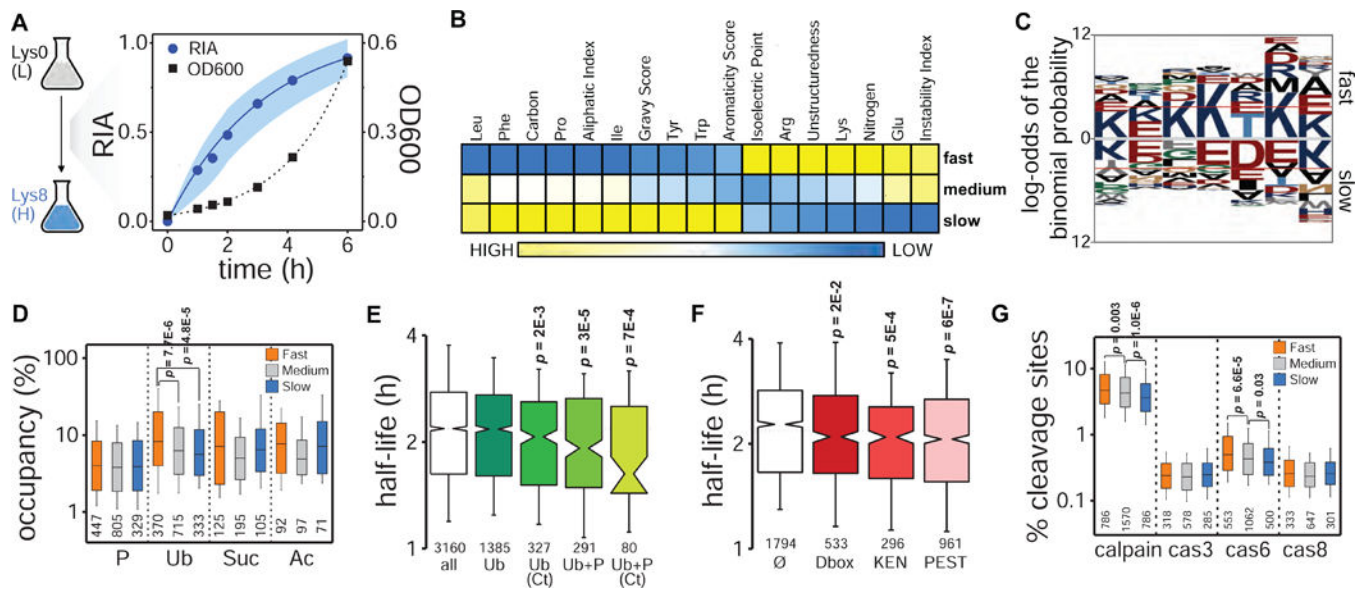 A
Lys0
(L)
Lys8
(H)
RIA
1.0
0.5
0.0
RIA
OD600
0.6
0.3
0.0
OD600
0
2
4
6
time (h)
B
Leu
Phe
Carbon
Pro
Aliphatic Index
Ile
Gravy Score
Tyr
Trp
Aromaticity Score
Isoelectric Point
Arg
Unstructuredness
Lys
Nitrogen
Glu
Instability Index
fast
medium
slow
HIGH
LOW
C
log-odds of the
binomial probability
12
0
12
fast
slow
D
occupancy (%)
100
10
1
p = 7.7E-6
p = 4.8E-5
Fast
Medium
Slow
447
805
329
370
715
333
125
195
105
92
97
71
P
Ub
Suc
Ac
E
half-life (h)
4
2
1
p = 2E-3
p = 3E-5
p = 7E-4
3160
1385
327
291
80
all
Ub
Ub
(Ct)
Ub+P
Ub+P
(Ct)
F
half-life (h)
4
2
1
p = 2E-2
p = 5E-4
p = 6E-7
1794
533
296
961
Ø
Dbox
KEN
PEST
G
% cleavage sites
10
1
0.1
p = 0.003
p = 1.0E-6
p = 6.6E-5
p = 0.03
Fast
Medium
Slow
786
1570
786
318
578
285
553
1062
500
333
647
301
calpain
cas3
cas6
cas8